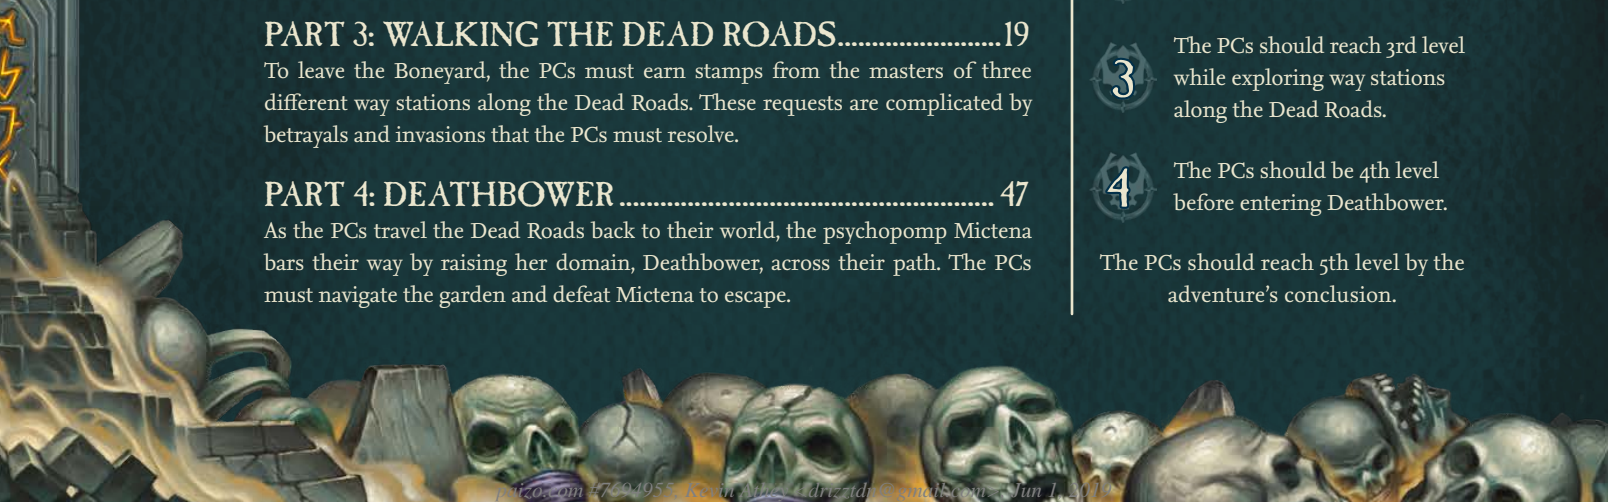 PART 3: WALKING THE DEAD ROADS..............................19
To leave the Boneyard, the PCs must earn stamps from the masters of three
different way stations along the Dead Roads. These requests are complicated by
betrayals and invasions that the PCs must resolve.
PART 4: DEATHBOWER..................................................................... 47
As the PCs travel the Dead Roads back to their world, the psychopomp Mictena
bars their way by raising her domain, Deathbower, across their path. The PCs
must navigate the garden and defeat Mictena to escape.
3
The PCs should reach 3rd level
while exploring way stations
along the Dead Roads.
4
The PCs should be 4th level
before entering Deathbower.
The PCs should reach 5th level by the
adventure's conclusion.
paizo.com #7694955, Jun 1,